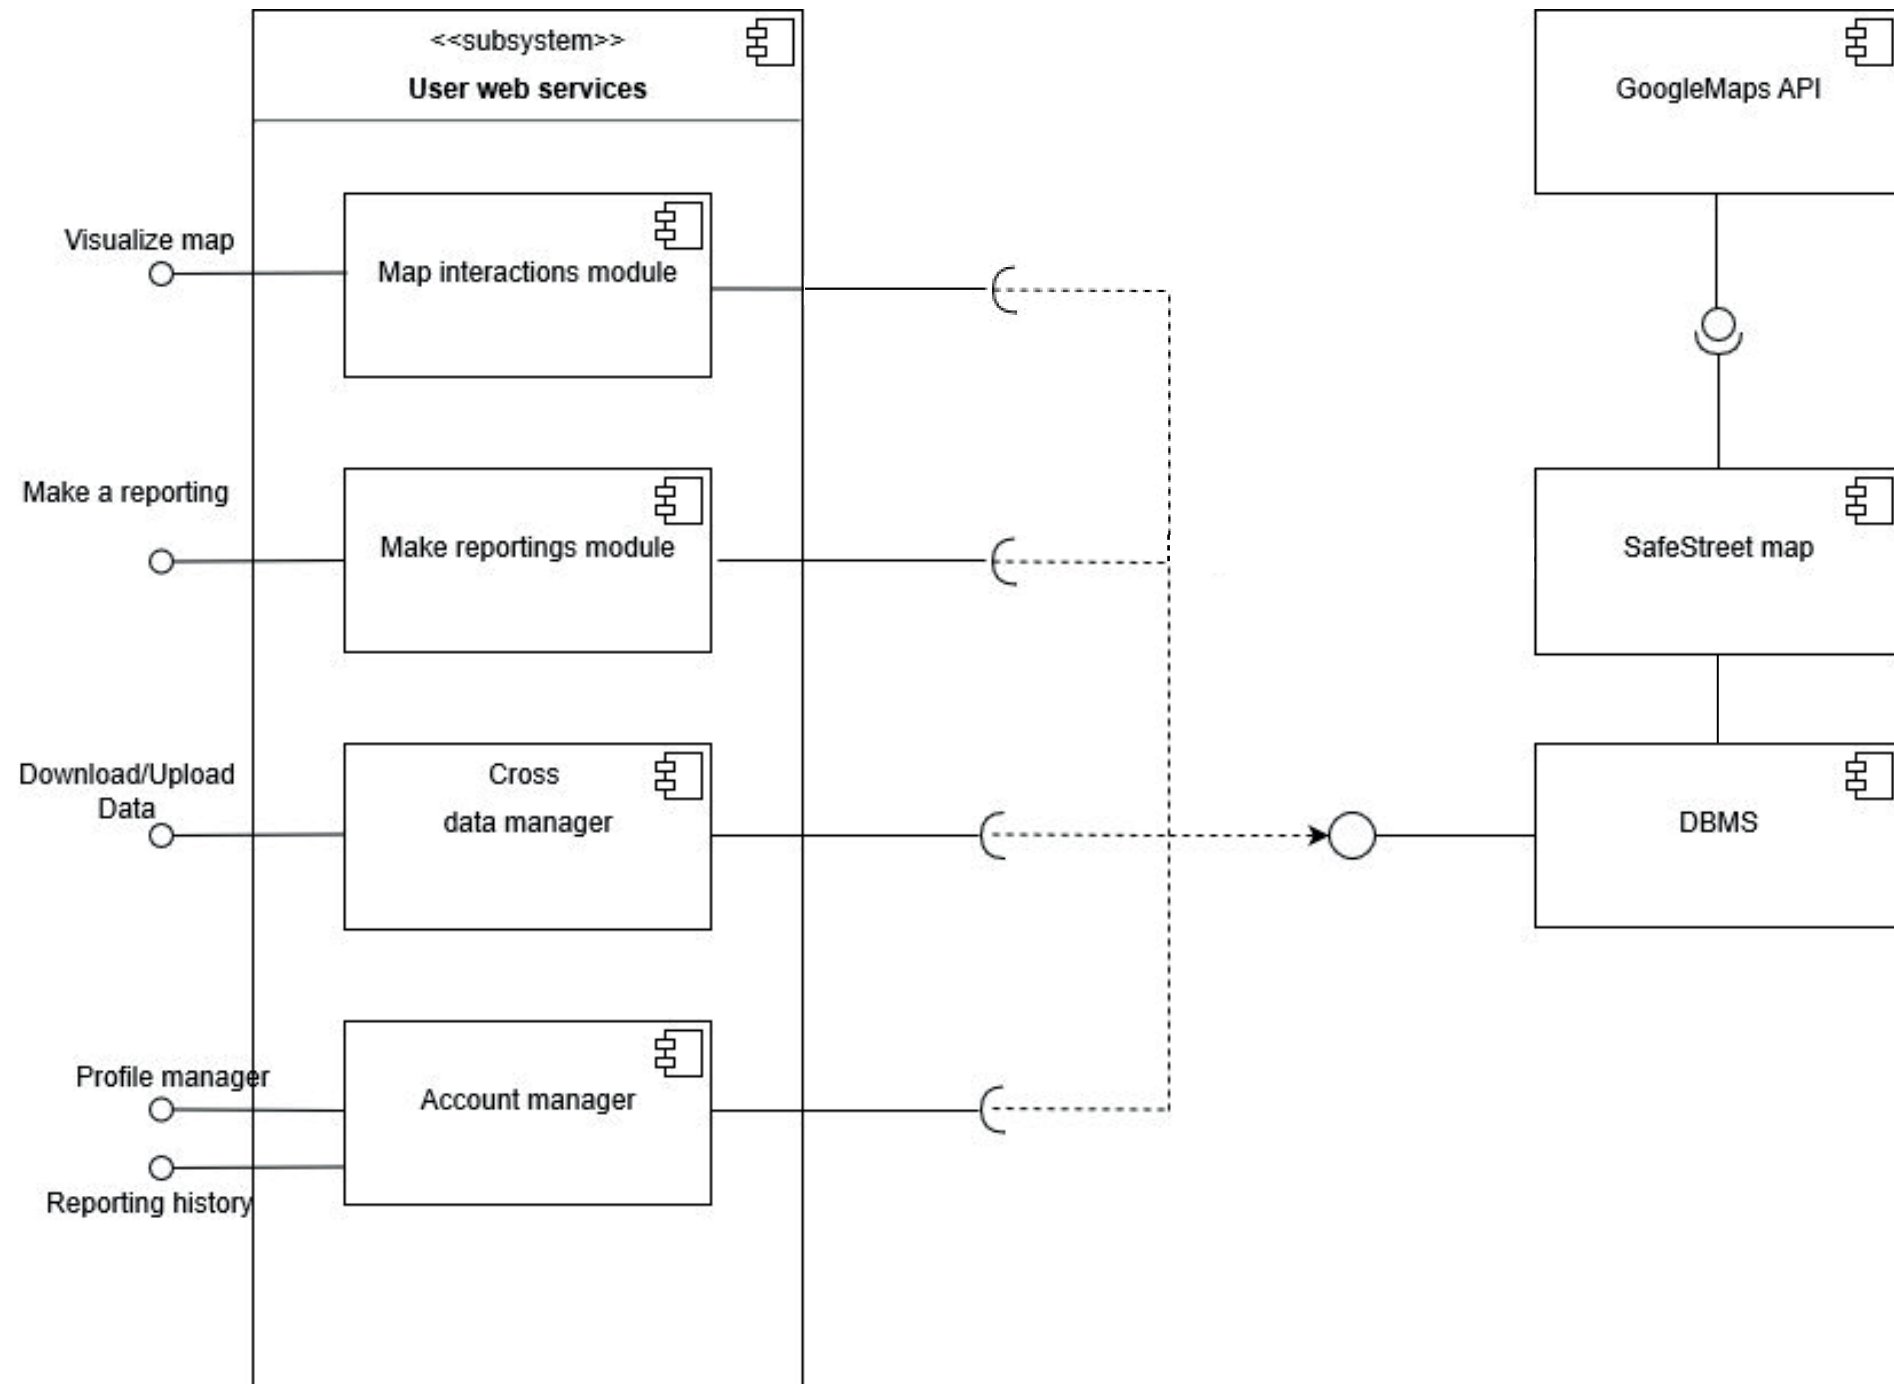 <<subsystem>>
User web services
GoogleMaps API
Visualize map
Map interactions module
Make a reporting
Make reportings module
SafeStreet map
Download/Upload
Data
Cross
data manager
DBMS
Profile manager
Account manager
Reporting history